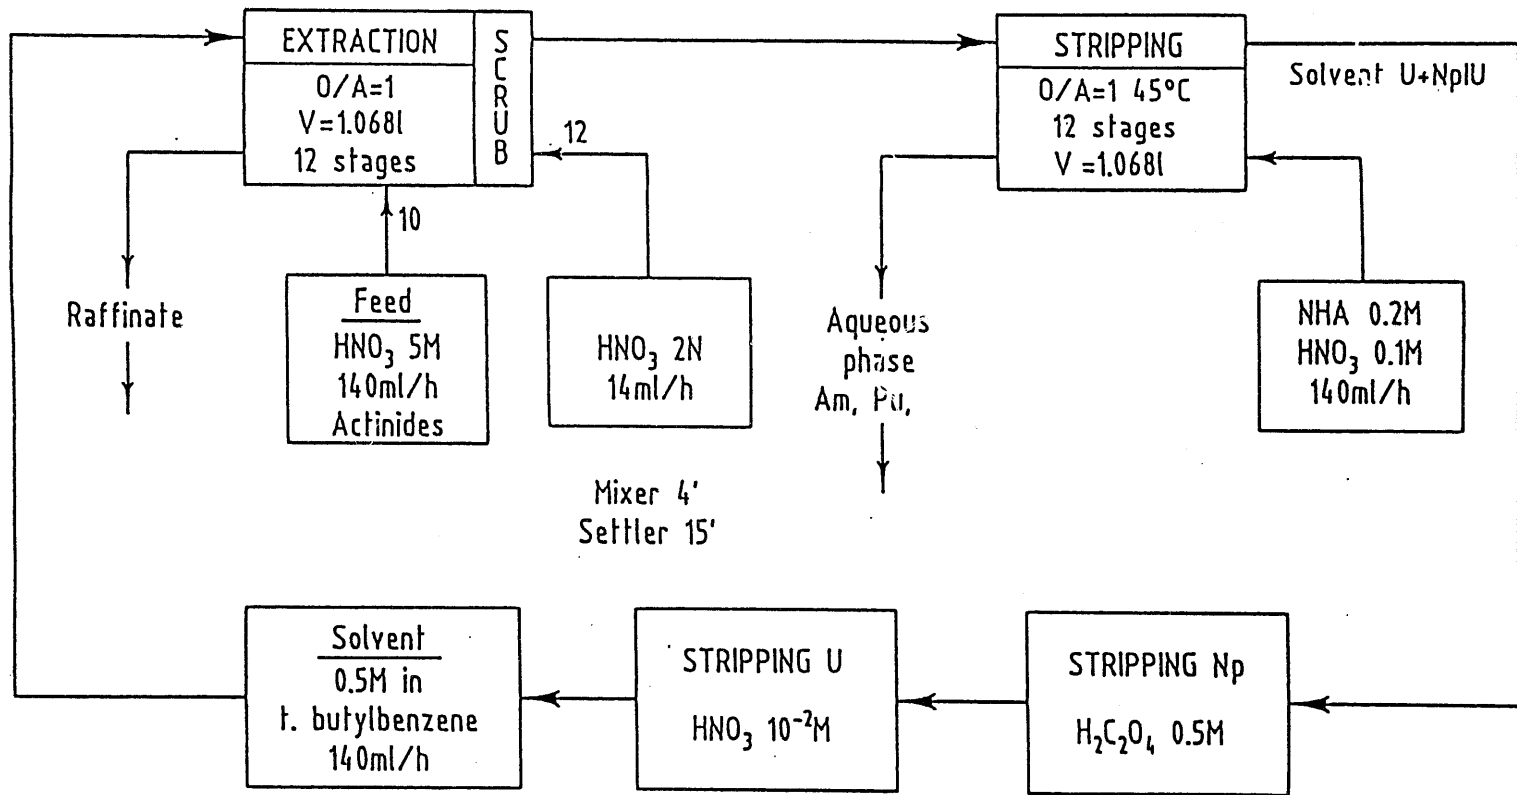 EXTRACTION
O/A=1
V=1.068l
12 stages
SCRUB
STRIPPING
O/A=1 45°C
12 stages
V =1.068l
Solvent U+NpIU
12
10
Raffinate
Feed
HNO₃ 5M
140ml/h
Actinides
HNO₃ 2N
14ml/h
Aqueous
phase
Am, Pu,
NHA 0.2M
HNO₃ 0.1M
140ml/h
Mixer 4'
Settler 15'
Solvent
0.5M in
t. butylbenzene
140ml/h
STRIPPING U
HNO₃ 10⁻²M
STRIPPING Np
H₂C₂O₄ 0.5M